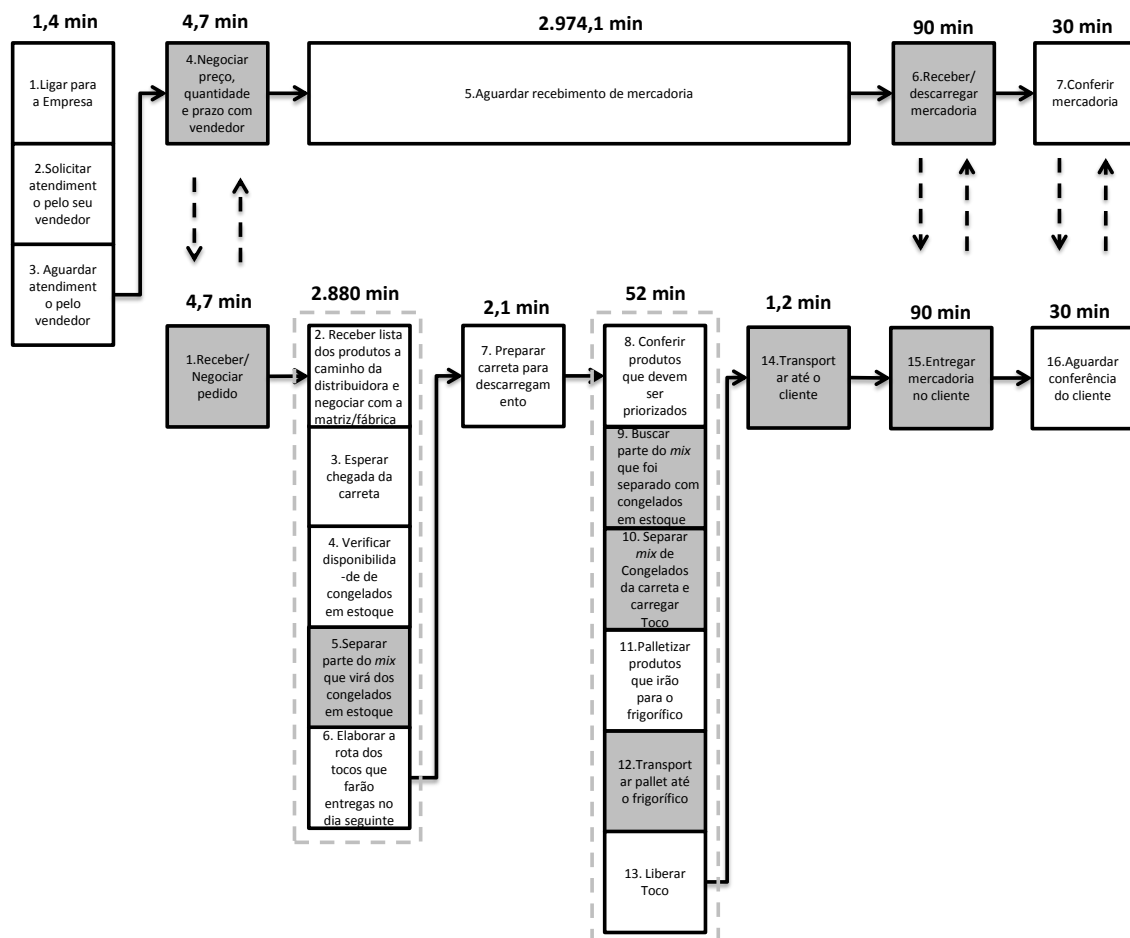 1,4 min
4,7 min
2.974,1 min
90 min
30 min
1.Ligar para
a Empresa
2.Solicitar
atendiment
o pelo seu
vendedor
3. Aguardar
atendiment
o pelo
vendedor
4.Negociar
preço,
quantidade
e prazo com
vendedor
5.Aguardar recebimento de mercadoria
6.Receber/
descarregar
mercadoria
7.Conferir
mercadoria
4,7 min
2.880 min
2,1 min
52 min
1,2 min
90 min
30 min
1.Receber/
Negociar
pedido
2. Receber lista
dos produtos a
caminho da
distribuidora e
negociar com a
matriz/fábrica
3. Esperar
chegada da
carreta
4. Verificar
disponibilida
-de de
congelados
em estoque
5.Separar
parte do mix
que virá dos
congelados
em estoque
6. Elaborar a
rota dos
tocos que
farão
entregas no
dia seguinte
7. Preparar
carreta para
descarregam
ento
8. Conferir
produtos
que devem
ser
priorizados
9. Buscar
parte do mix
que foi
separado com
congelados
em estoque
10. Separar
mix de
Congelados
da carreta e
carregar
Toco
11.Palletizar
produtos
que irão
para o
frigorífico
12.Transport
ar pallet até
o frigorífico
13. Liberar
Toco
14.Transport
ar até o
cliente
15.Entregar
mercadoria
no cliente
16.Aguardar
conferência
do cliente